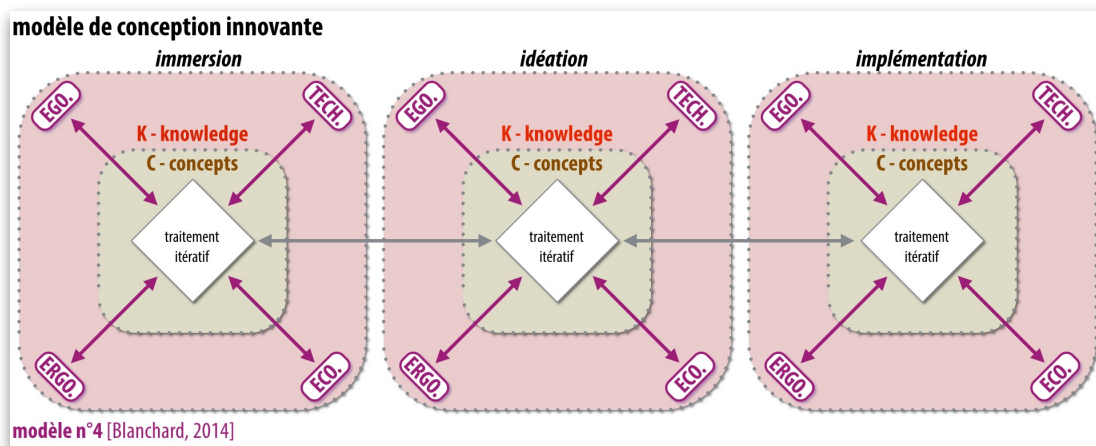 modèle de conception innovante
immersion
idéation
implémentation
EGO.
TECH.
EGO.
TECH.
EGO.
TECH.
K - knowledge
K - knowledge
K - knowledge
C - concepts
C - concepts
C - concepts
traitement
itératif
traitement
itératif
traitement
itératif
ERGO.
ECO.
ERGO.
ECO.
ERGO.
ECO.
modèle n°4 [Blanchard, 2014]